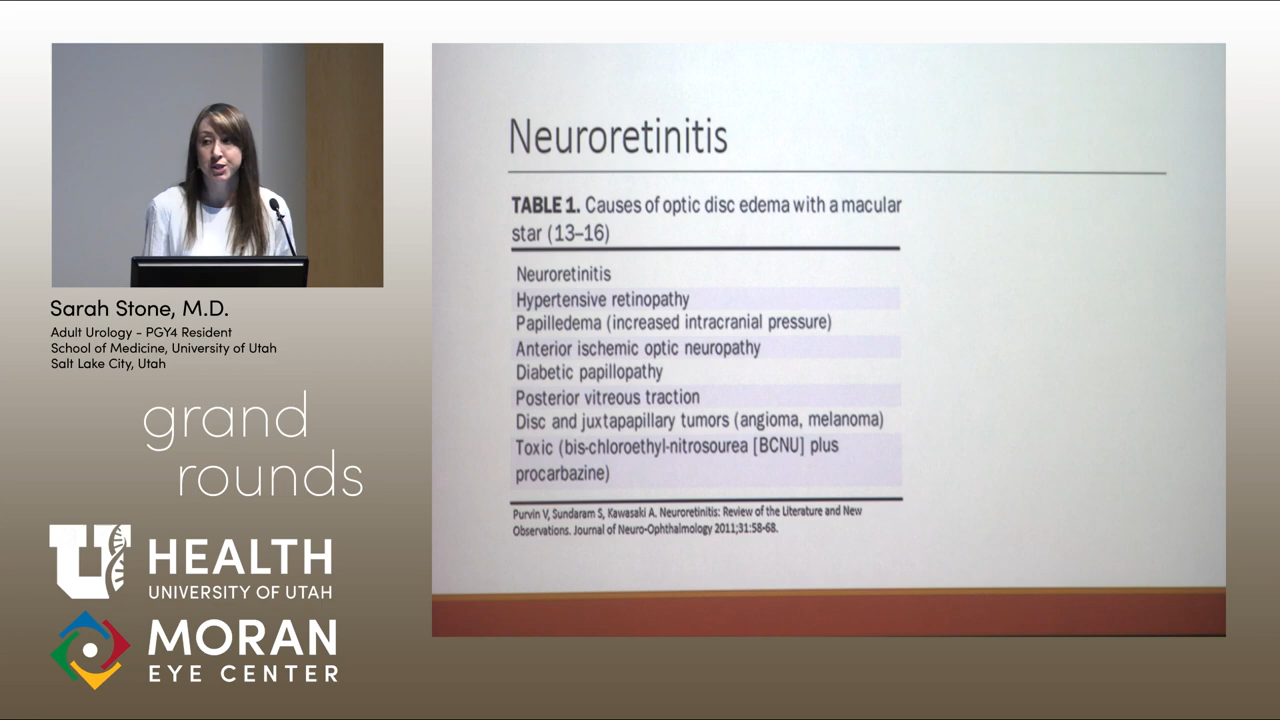 Sarah Stone, M.D.
Adult Urology - PGY4 Resident
School of Medicine, University of Utah
Salt Lake City, Utah
grand
rounds
U HEALTH
UNIVERSITY OF UTAH
MORAN
EYE CENTER
Neuroretinitis
TABLE 1. Causes of optic disc edema with a macular
star (13–16)
Neuroretinitis
Hypertensive retinopathy
Papilledema (increased intracranial pressure)
Anterior ischemic optic neuropathy
Diabetic papillopathy
Posterior vitreous traction
Disc and juxtapapillary tumors (angioma, melanoma)
Toxic (bis-chloroethyl-nitrosourea [BCNU] plus
procarbazine)
Purvin V, Sundaram S, Kawasaki A. Neuroretinitis: Review of the Literature and New
Observations. Journal of Neuro-Ophthalmology 2011;31:58-68.